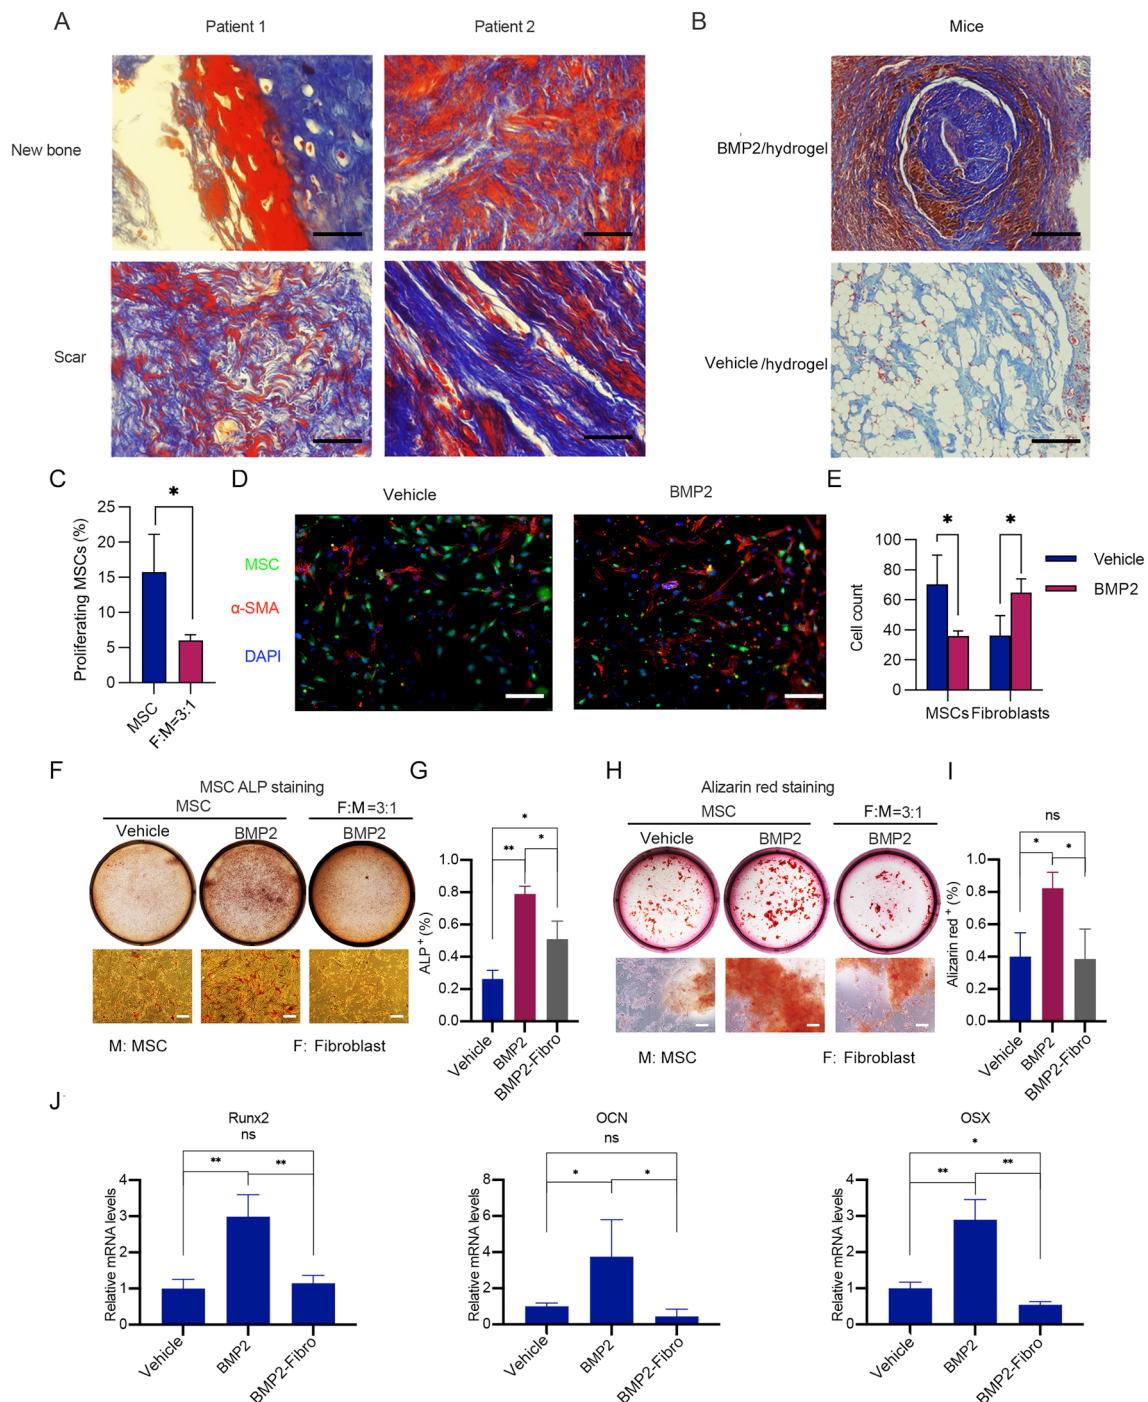 A
Patient 1
Patient 2
B
Mice
New bone
BMP2/hydrogel
Scar
Vehicle/hydrogel
C
D
E
Vehicle
BMP2
Proliferating MSCs (%)
25
20
15
10
5
0
*
MSC
F:M=3:1
MSC
α-SMA
DAPI
Cell count
100
80
60
40
20
0
* *
MSCs Fibroblasts
Vehicle
BMP2
F
MSC ALP staining
MSC F:M=3:1
Vehicle BMP2 BMP2
M: MSC F: Fibroblast
G
ALP+ (%)
1.0
0.8
0.6
0.4
0.2
0.0
*
** *
Vehicle
BMP2
BMP2-Fibro
H
Alizarin red staining
MSC F:M=3:1
Vehicle BMP2 BMP2
M: MSC F: Fibroblast
I
Alizarin red + (%)
1.0
0.8
0.6
0.4
0.2
0.0
ns
* *
Vehicle
BMP2
BMP2-Fibro
J
Runx2
ns
** **
Relative mRNA levels
4
3
2
1
0
Vehicle
BMP2
BMP2-Fibro
OCN
ns
* *
Relative mRNA levels
8
6
4
2
0
Vehicle
BMP2
BMP2-Fibro
OSX
*
** **
Relative mRNA levels
4
3
2
1
0
Vehicle
BMP2
BMP2-Fibro